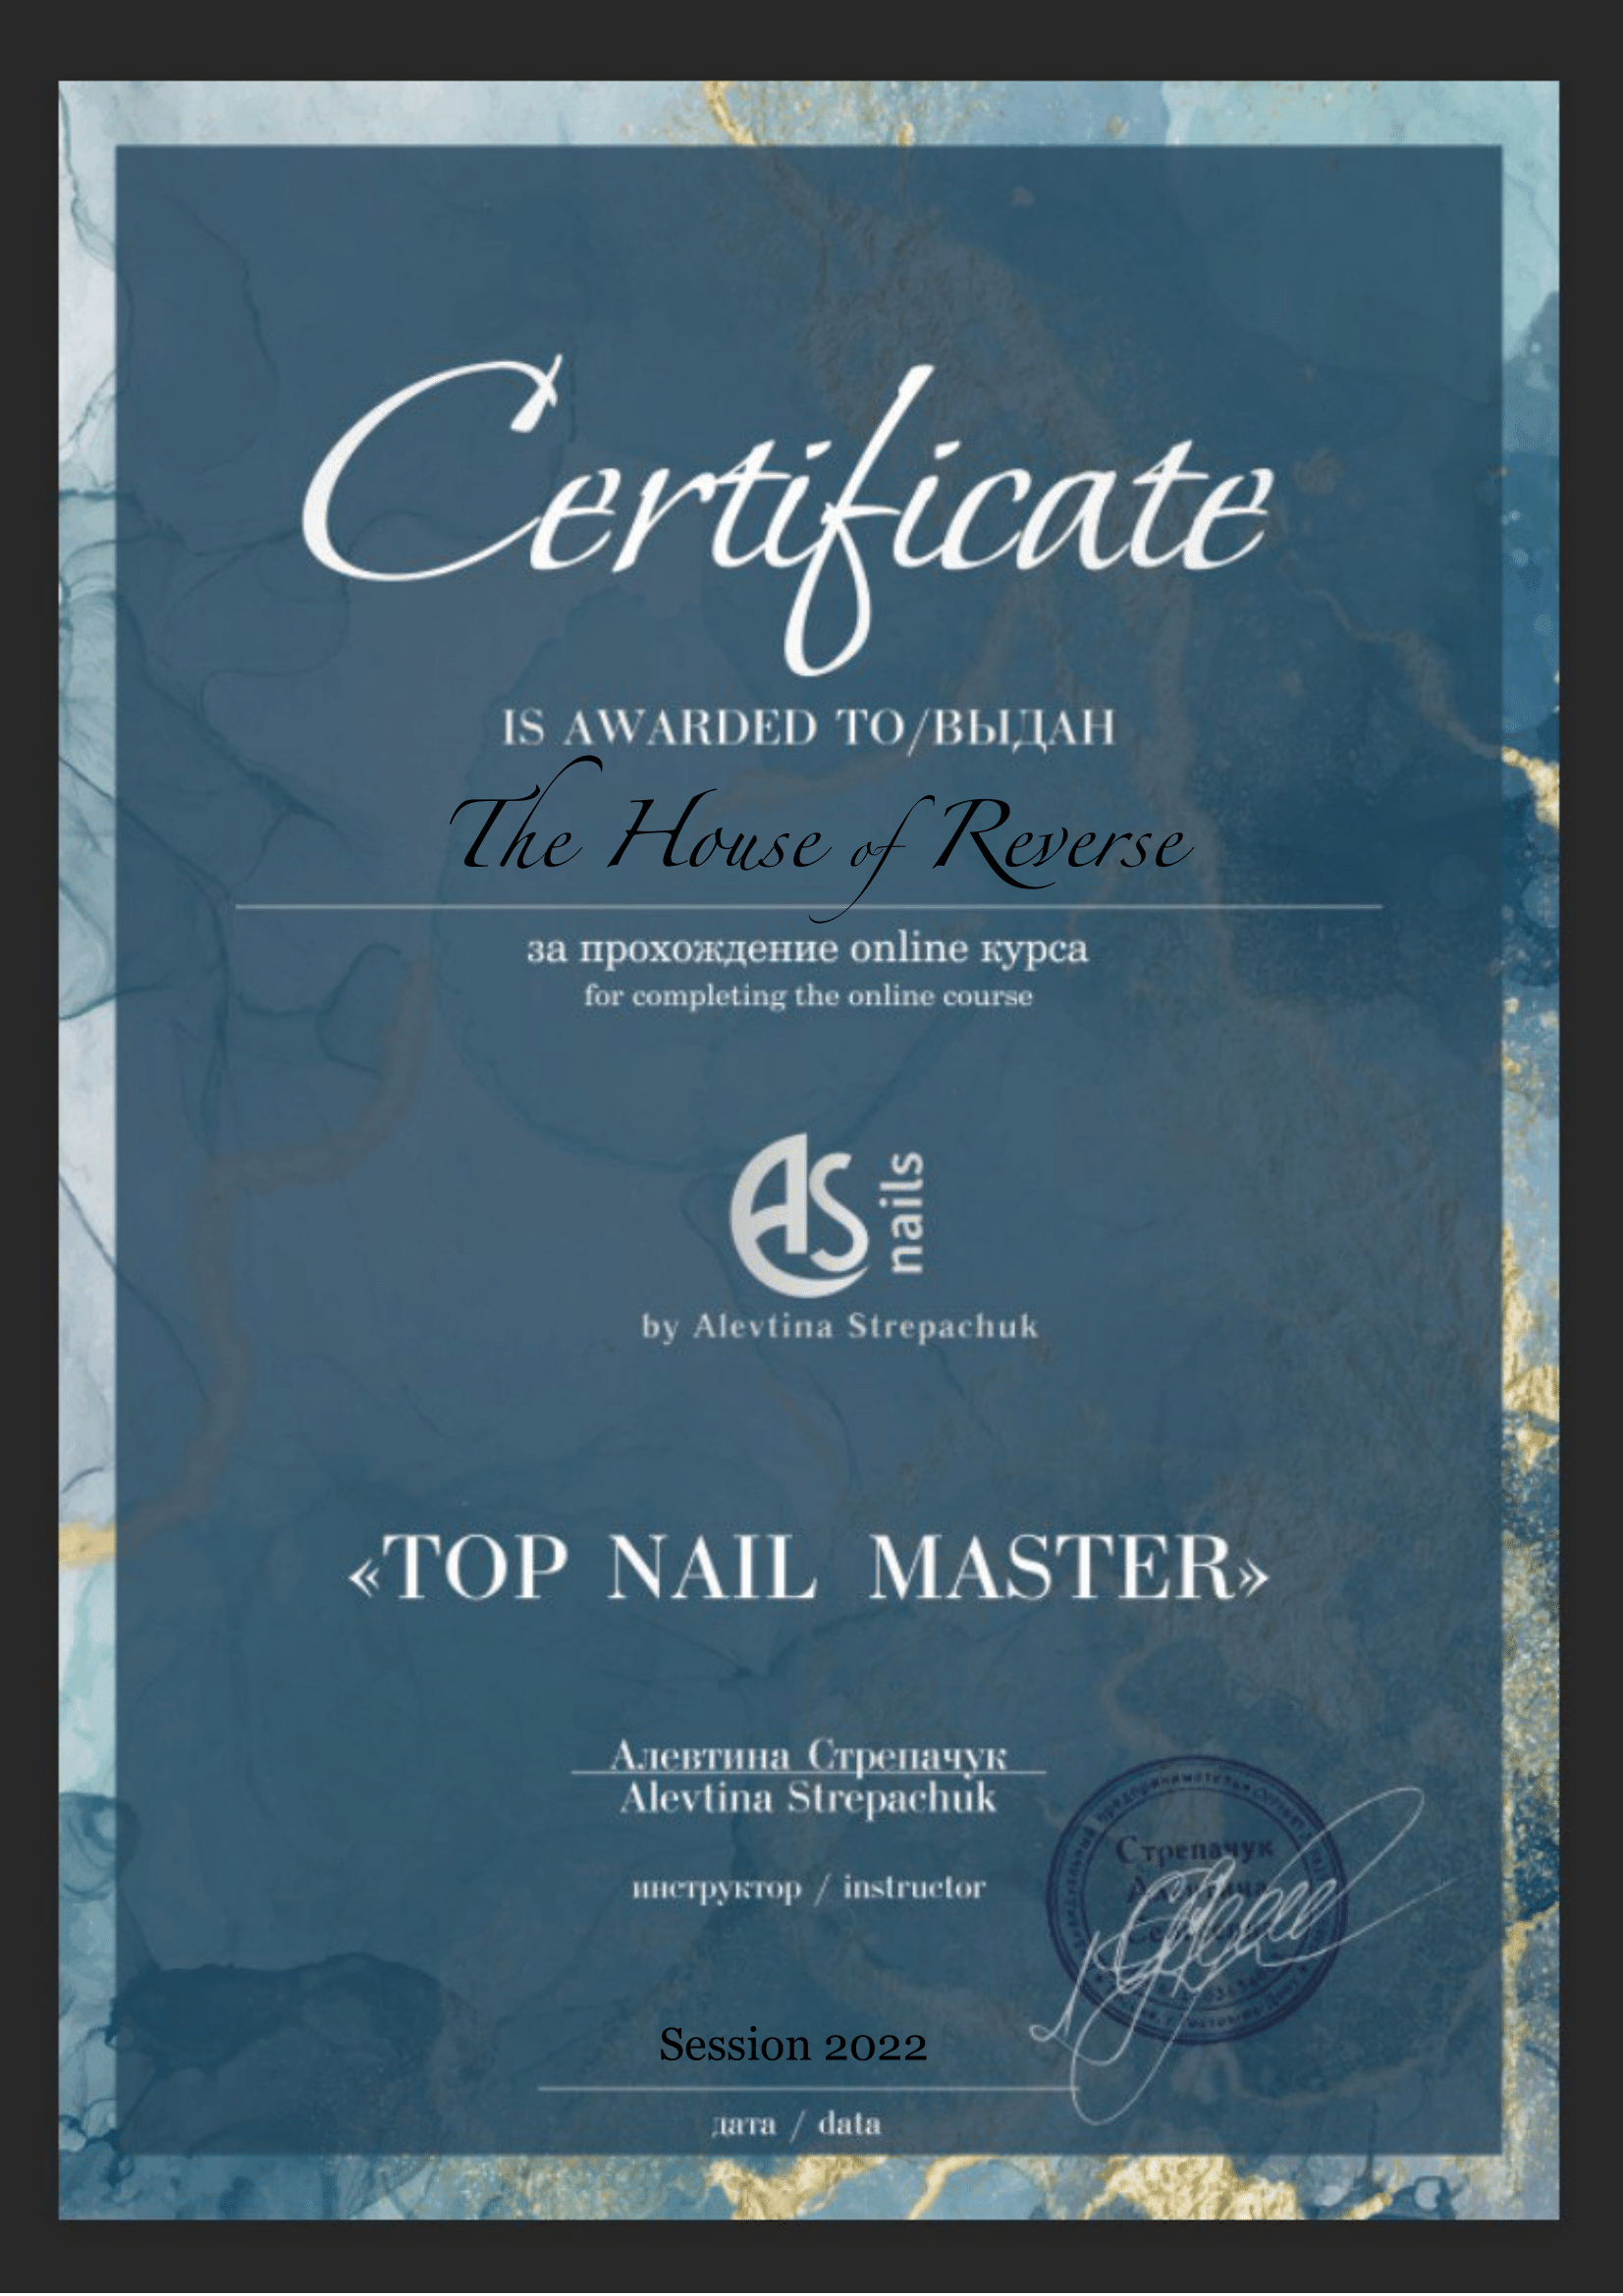 Certificate
IS AWARDED TO/ВЫДАН
The House of Reverse
за прохождение online курса
for completing the online course
AS nails
by Alevtina Strepachuk
«TOP NAIL MASTER»
Алевтина Стрепачук
Alevtina Strepachuk
инструктор / instructor
Стрепачук
Алевтина
Session 2022
дата / data